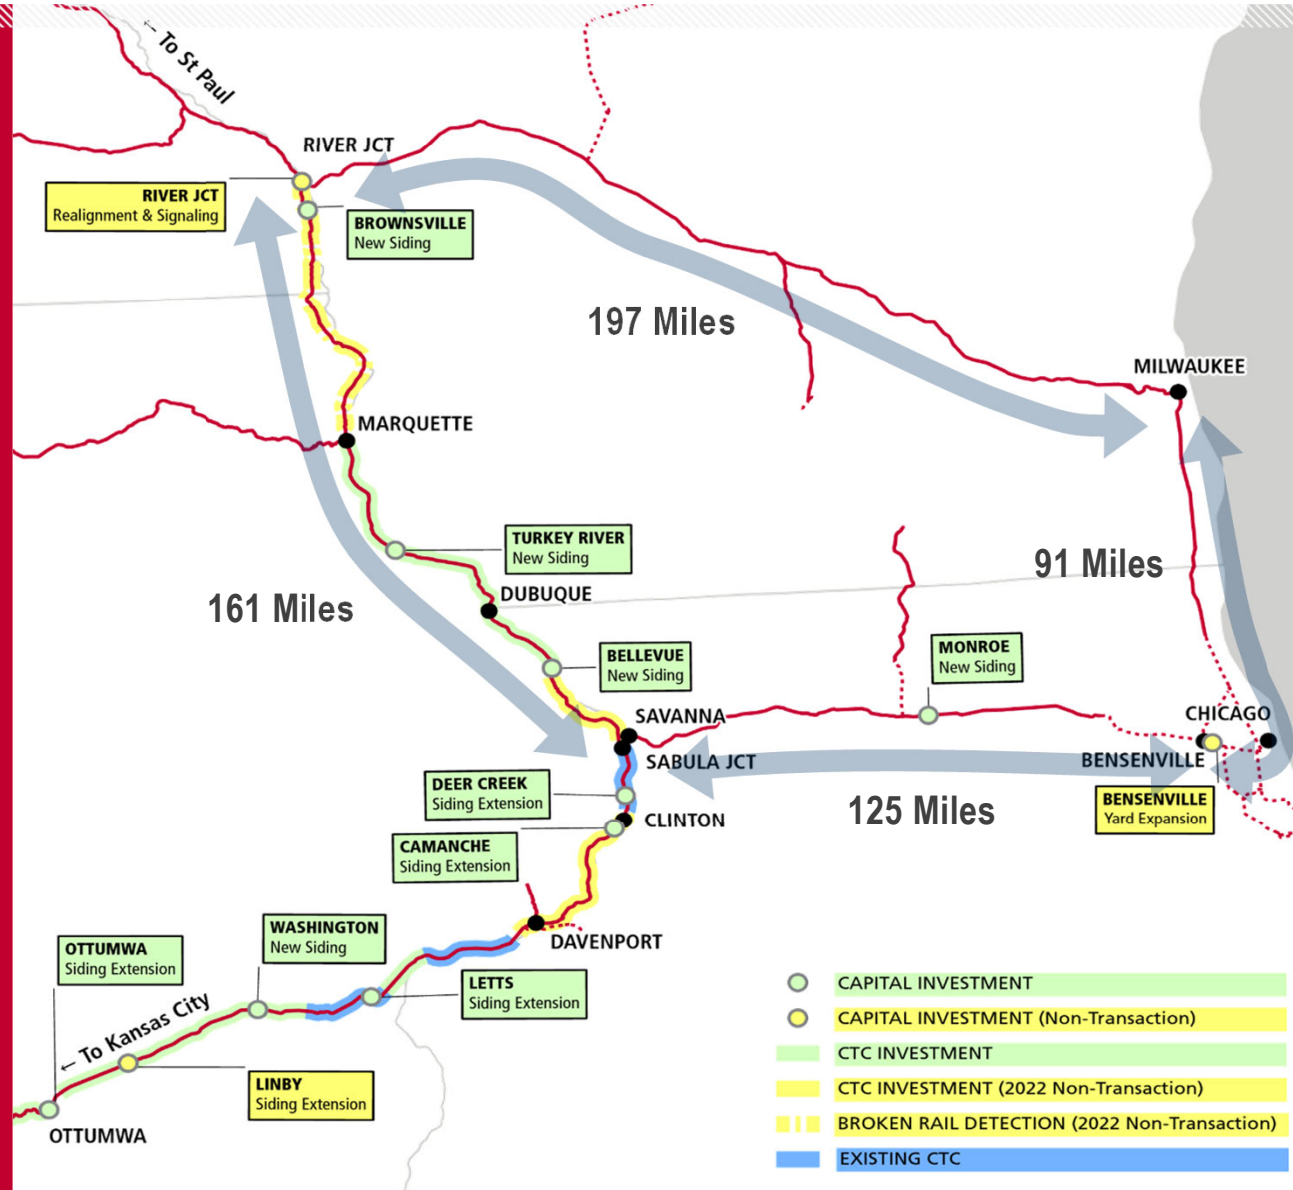 ← To St Paul
RIVER JCT
RIVER JCT
Realignment & Signaling
BROWNSVILLE
New Siding
197 Miles
MILWAUKEE
MARQUETTE
TURKEY RIVER
New Siding
91 Miles
DUBUQUE
161 Miles
BELLEVUE
New Siding
MONROE
New Siding
SAVANNA
CHICAGO
SABULA JCT
BENSENVILLE
DEER CREEK
Siding Extension
125 Miles
BENSENVILLE
Yard Expansion
CLINTON
CAMANCHE
Siding Extension
WASHINGTON
New Siding
DAVENPORT
OTTUMWA
Siding Extension
LETTS
Siding Extension
← To Kansas City
LINBY
Siding Extension
OTTUMWA
CAPITAL INVESTMENT
CAPITAL INVESTMENT (Non-Transaction)
CTC INVESTMENT
CTC INVESTMENT (2022 Non-Transaction)
BROKEN RAIL DETECTION (2022 Non-Transaction)
EXISTING CTC